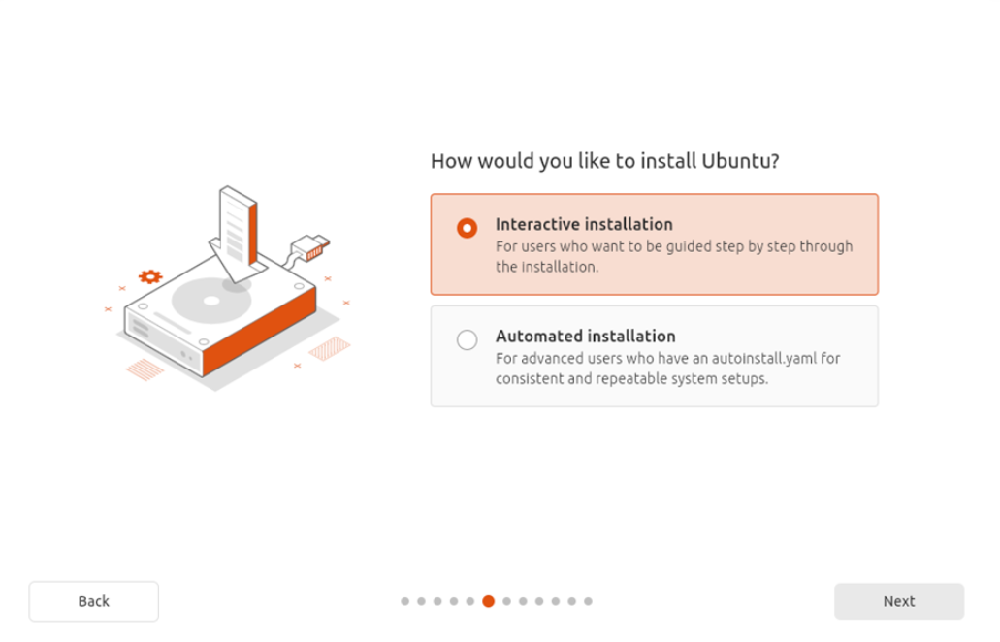 How would you like to install Ubuntu?
Interactive installation
For users who want to be guided step by step through
the installation.
Automated installation
For advanced users who have an autoinstall.yaml for
consistent and repeatable system setups.
Back
Next